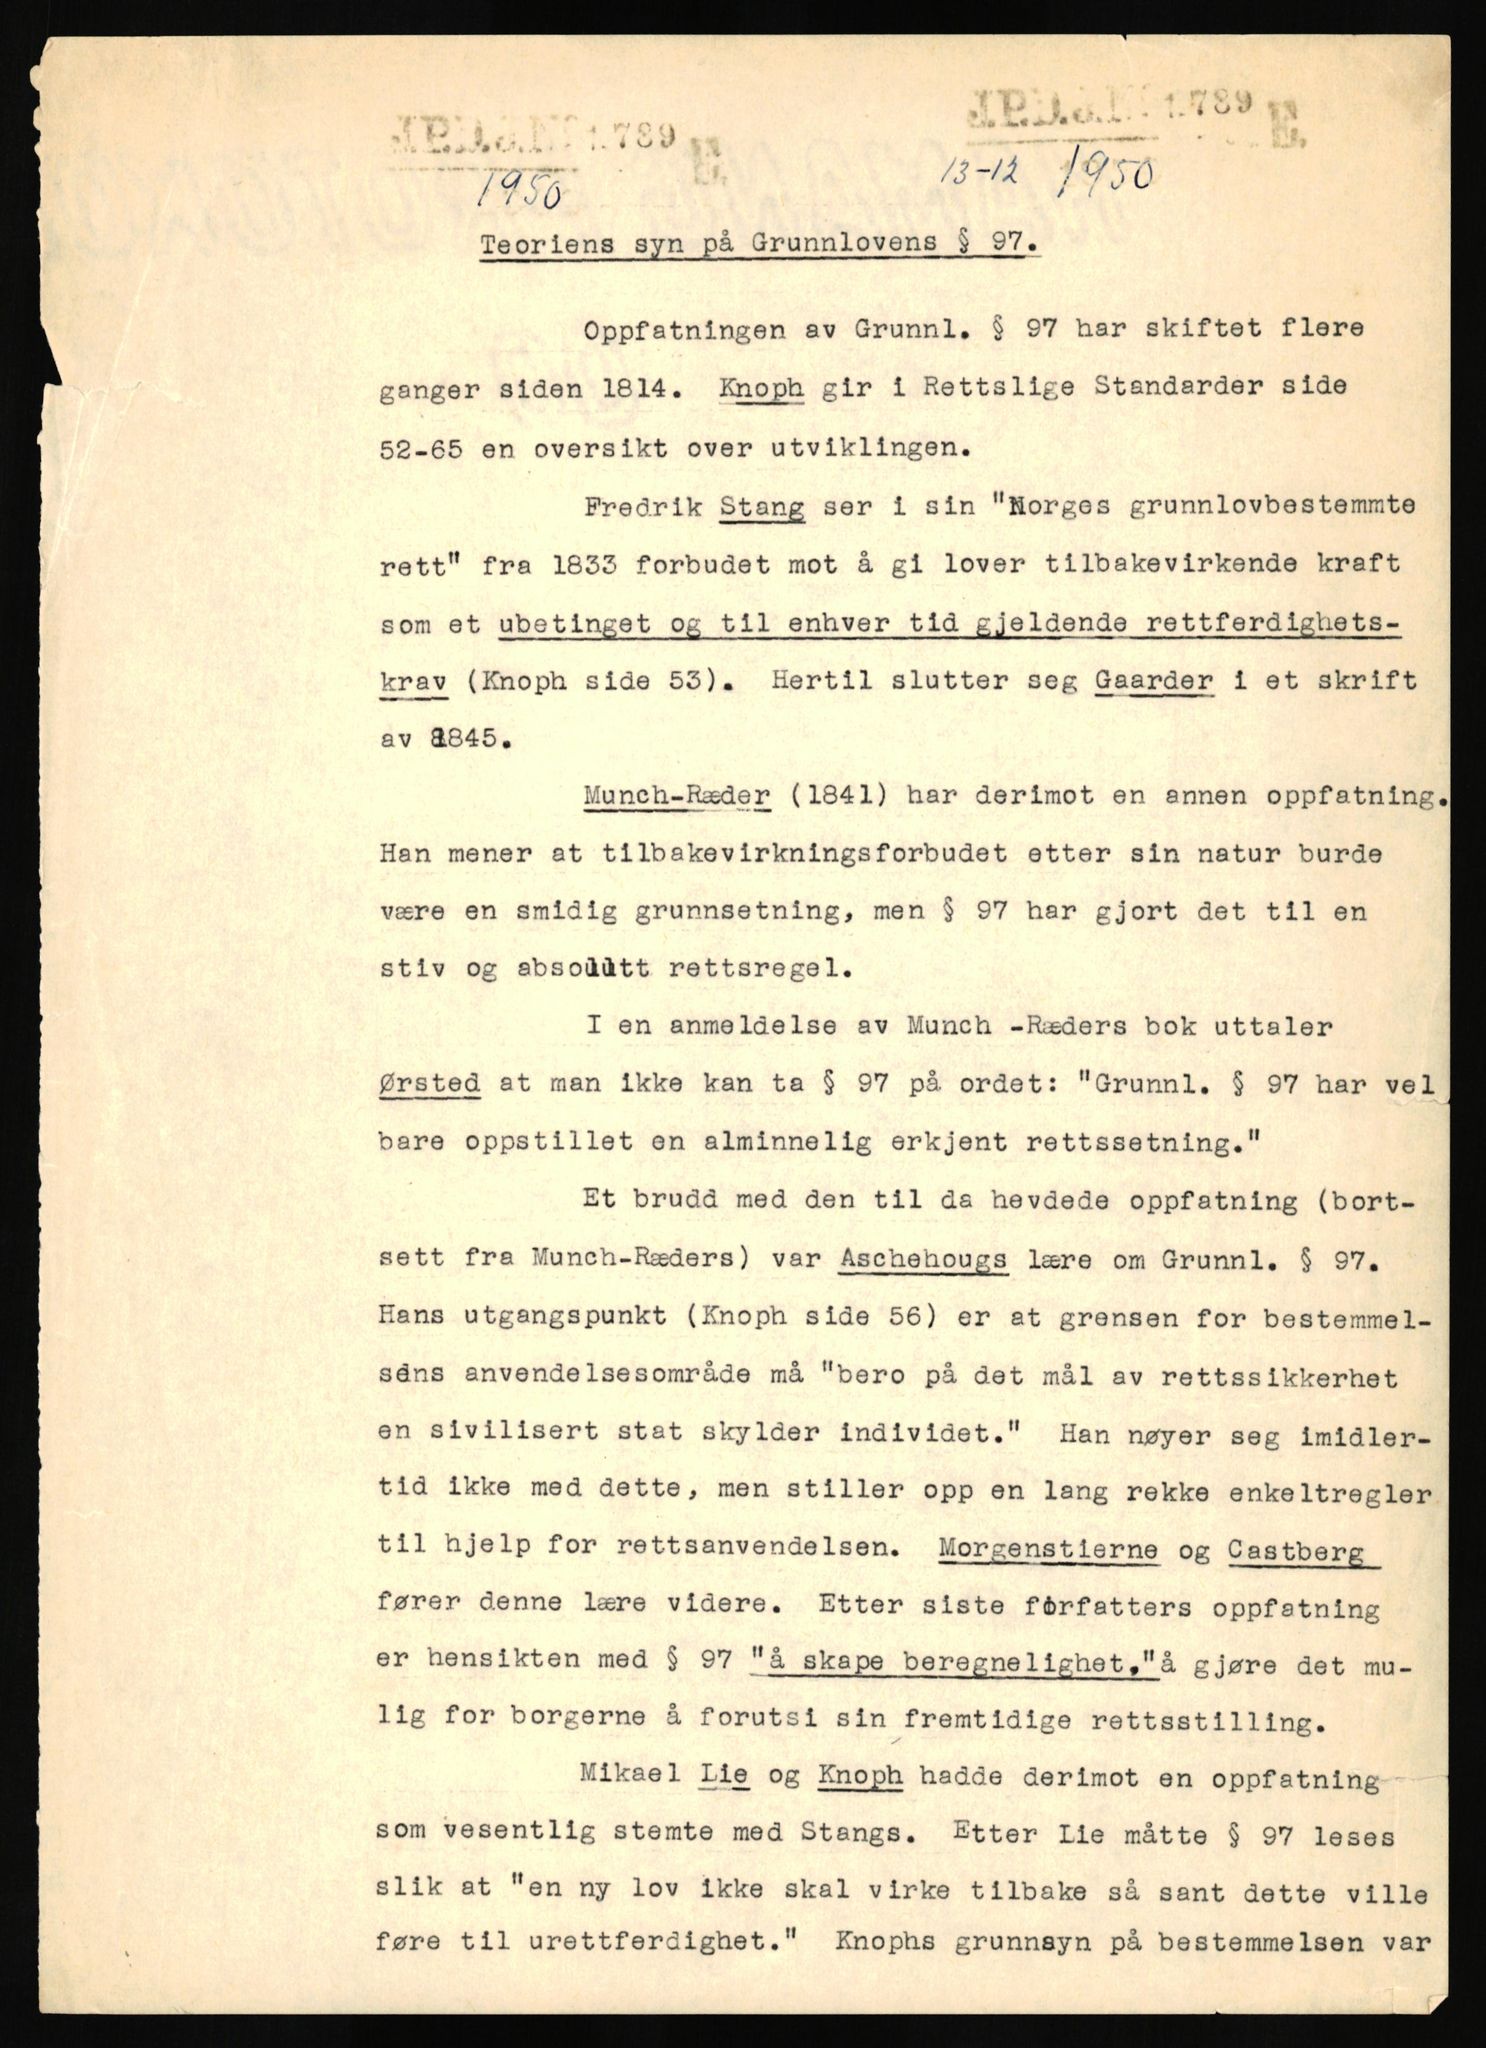 J.P.D.J.Nr 1.789 E.
1950
J.P.D.J.Nr 1.789 E.
13-12 1950
Teoriens syn på Grunnlovens § 97.
Oppfatningen av Grunnl. § 97 har skiftet flere
ganger siden 1814. Knoph gir i Rettslige Standarder side
52-65 en oversikt over utviklingen.
Fredrik Stang ser i sin "Norges grunnlovbestemmte
rett" fra 1833 forbudet mot å gi lover tilbakevirkende kraft
som et ubetinget og til enhver tid gjeldende rettferdighets-
krav (Knoph side 53). Hertil slutter seg Gaarder i et skrift
av 1845.
Munch-Ræder (1841) har derimot en annen oppfatning.
Han mener at tilbakevirkningsforbudet etter sin natur burde
være en smidig grunnsetning, men § 97 har gjort det til en
stiv og absolutt rettsregel.
I en anmeldelse av Munch -Ræders bok uttaler
Ørsted at man ikke kan ta § 97 på ordet: "Grunnl. § 97 har vel
bare oppstillet en alminnelig erkjent rettssetning."
Et brudd med den til da hevdede oppfatning (bort-
sett fra Munch-Ræders) var Aschehougs lære om Grunnl. § 97.
Hans utgangspunkt (Knoph side 56) er at grensen for bestemmel-
sens anvendelsesområde må "bero på det mål av rettssikkerhet
en sivilisert stat skylder individet." Han nøyer seg imidler-
tid ikke med dette, men stiller opp en lang rekke enkeltregler
til hjelp for rettsanvendelsen. Morgenstierne og Castberg
fører denne lære videre. Etter siste forfatters oppfatning
er hensikten med § 97 "å skape beregnelighet," å gjøre det mu-
lig for borgerne å forutsi sin fremtidige rettsstilling.
Mikael Lie og Knoph hadde derimot en oppfatning
som vesentlig stemte med Stangs. Etter Lie måtte § 97 leses
slik at "en ny lov ikke skal virke tilbake så sant dette ville
føre til urettferdighet." Knophs grunnsyn på bestemmelsen var